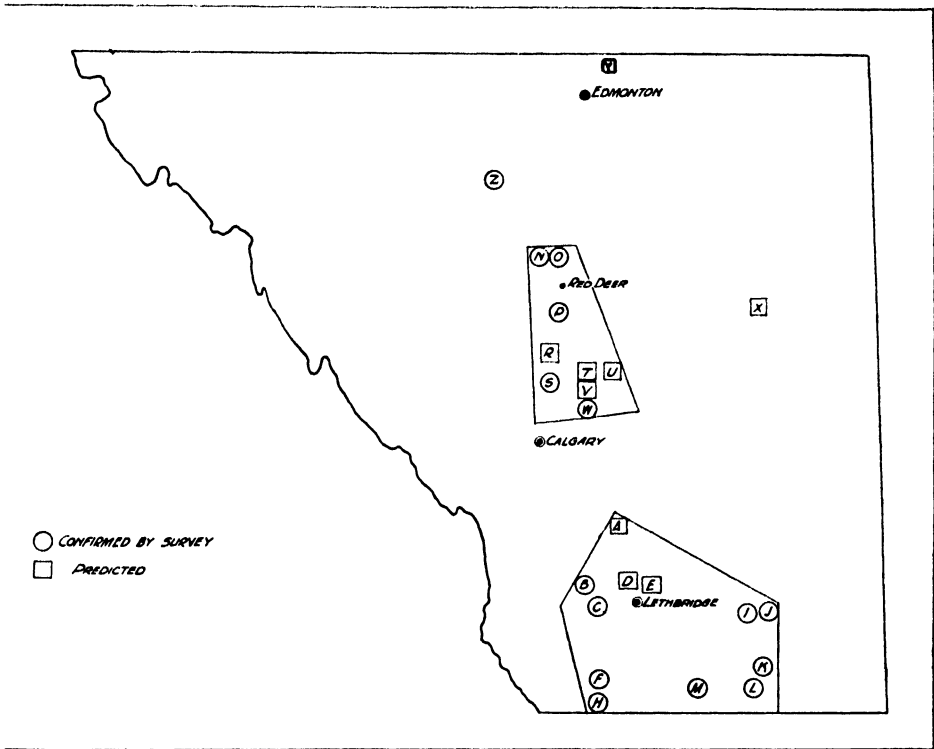 Y
EDMONTON
Z
N O
RED DEER
X
P
R
T U
S
V
W
CALGARY
A
CONFIRMED BY SURVEY
PREDICTED
B
D E
C
LETHBRIDGE
I J
K
F
M L
H